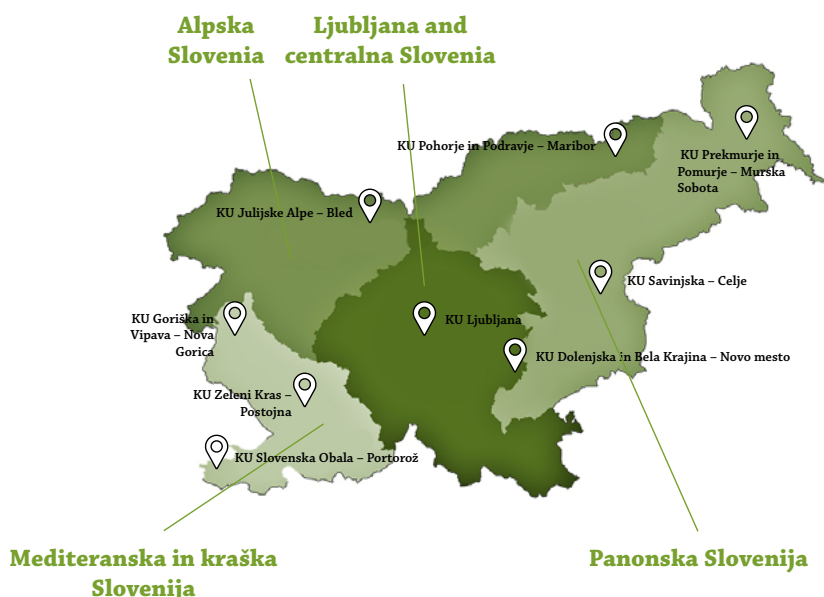 Alpska
Slovenia
Ljubljana and
centralna Slovenia
KU Pohorje in Podravje – Maribor
KU Prekmurje in
Pomurje – Murska
Sobota
KU Julijske Alpe – Bled
KU Savinjska – Celje
KU Goriška in
Vipava – Nova
Gorica
KU Ljubljana
KU Dolenjska in Bela Krajina – Novo mesto
KU Zeleni Kras –
Postojna
KU Slovenska Obala – Portorož
Mediteranska in kraška
Slovenija
Panonska Slovenija